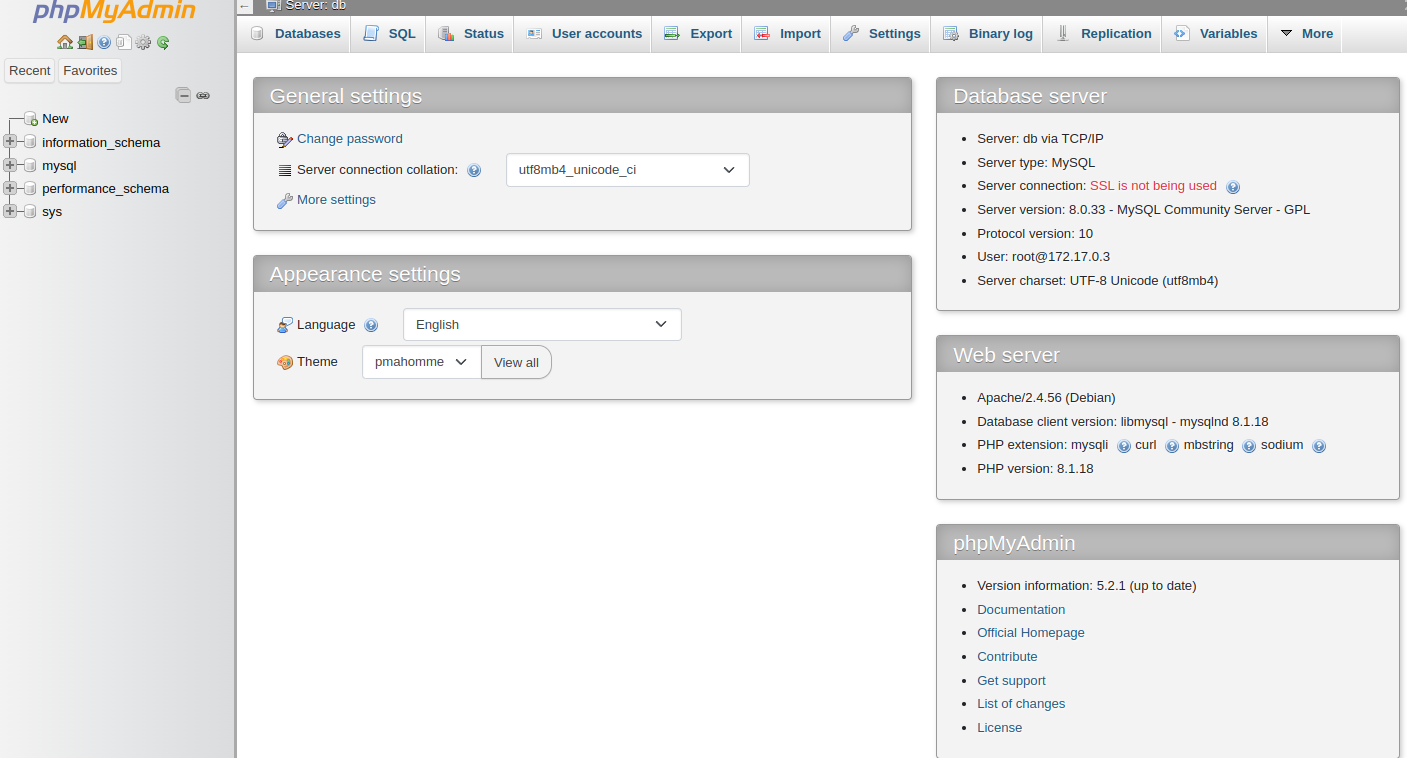 phpMyAdmin
Recent Favorites
New
information_schema
mysql
performance_schema
sys
Server: db
Databases SQL Status User accounts Export Import Settings Binary log Replication Variables More
General settings
Change password
Server connection collation: utf8mb4_unicode_ci
More settings
Appearance settings
Language English
Theme pmahomme View all
Database server
Server: db via TCP/IP
Server type: MySQL
Server connection: SSL is not being used
Server version: 8.0.33 - MySQL Community Server - GPL
Protocol version: 10
User: root@172.17.0.3
Server charset: UTF-8 Unicode (utf8mb4)
Web server
Apache/2.4.56 (Debian)
Database client version: libmysql - mysqlnd 8.1.18
PHP extension: mysqli curl mbstring sodium
PHP version: 8.1.18
phpMyAdmin
Version information: 5.2.1 (up to date)
Documentation
Official Homepage
Contribute
Get support
List of changes
License